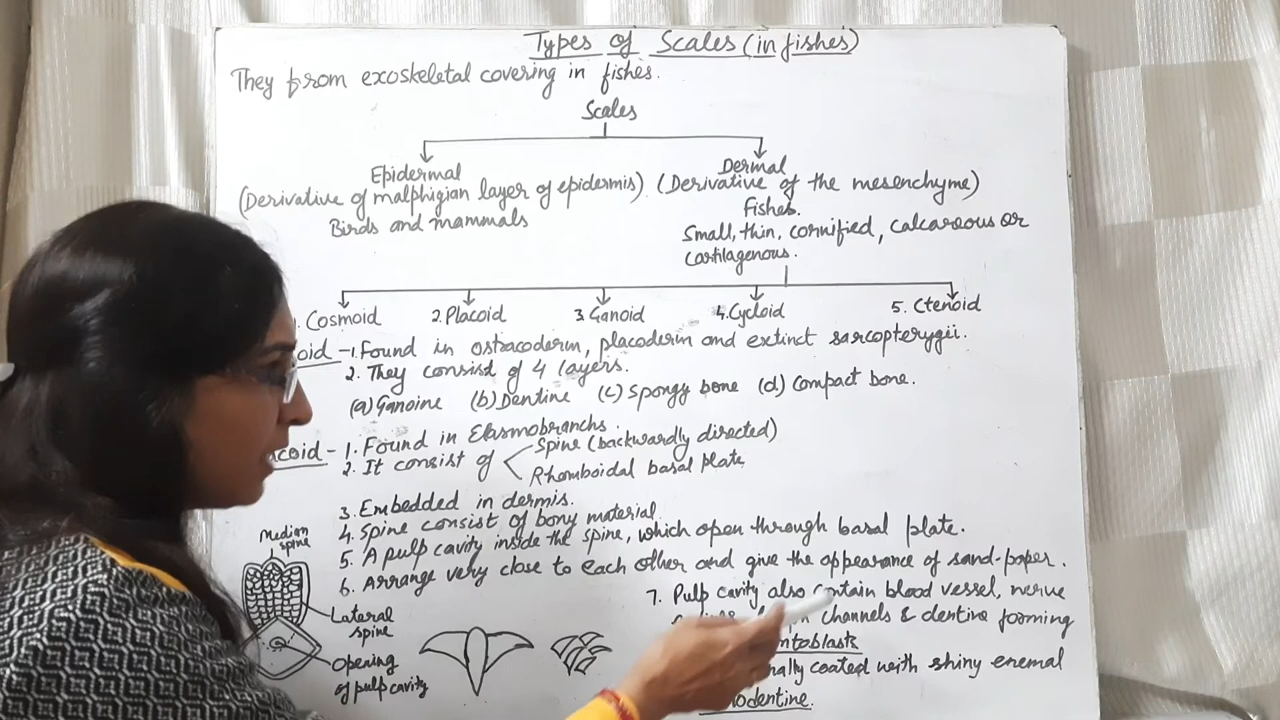 Types of Scales (in fishes)
They from exoskeletal covering in fishes.
Scales
Epidermal
(Derivative of malphigian layer of epidermis)
Birds and mammals
Dermal
(Derivative of the mesenchyme)
Fishes.
Small, thin, cornified, calcareous or
cartilagenous.
1. Cosmoid 2. Placoid 3. Ganoid 4. Cycloid 5. Ctenoid
oid - 1. Found in ostracoderm, placoderm and extinct sarcopterygii.
2. They consist of 4 layers.
(a) Ganoine (b) Dentine (c) Spongy bone (d) Compact bone.
acoid - 1. Found in Elasmobranchs.
2. It consist of Spine (backwardly directed)
Rhomboidal basal plate
3. Embedded in dermis.
4. Spine consist of bony material.
5. A pulp cavity inside the spine, which open through basal plate.
6. Arrange very close to each other and give the appearance of sand-paper.
7. Pulp cavity also contain blood vessel, nerve
channels & dentine forming
ntoblasts
nally coated with shiny enemal
odentine.
Median
spine
Lateral
spine
Opening
of pulp cavity